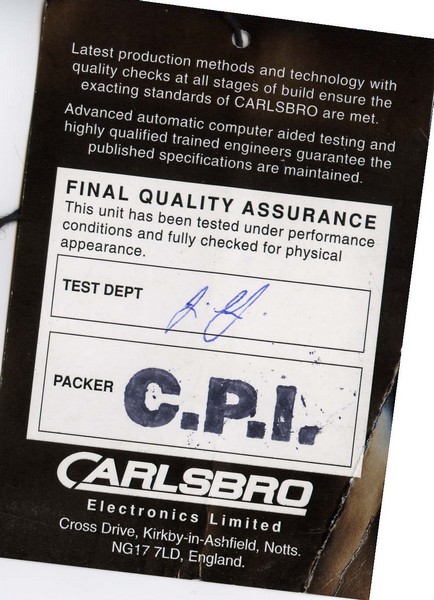 Latest production methods and technology with
quality checks at all stages of build ensure the
exacting standards of CARLSBRO are met.
Advanced automatic computer aided testing and
highly qualified trained engineers guarantee the
published specifications are maintained.
FINAL QUALITY ASSURANCE
This unit has been tested under performance
conditions and fully checked for physical
appearance.
TEST DEPT
PACKER C.P.I.
CARLSBRO
Electronics Limited
Cross Drive, Kirkby-in-Ashfield, Notts.
NG17 7LD, England.